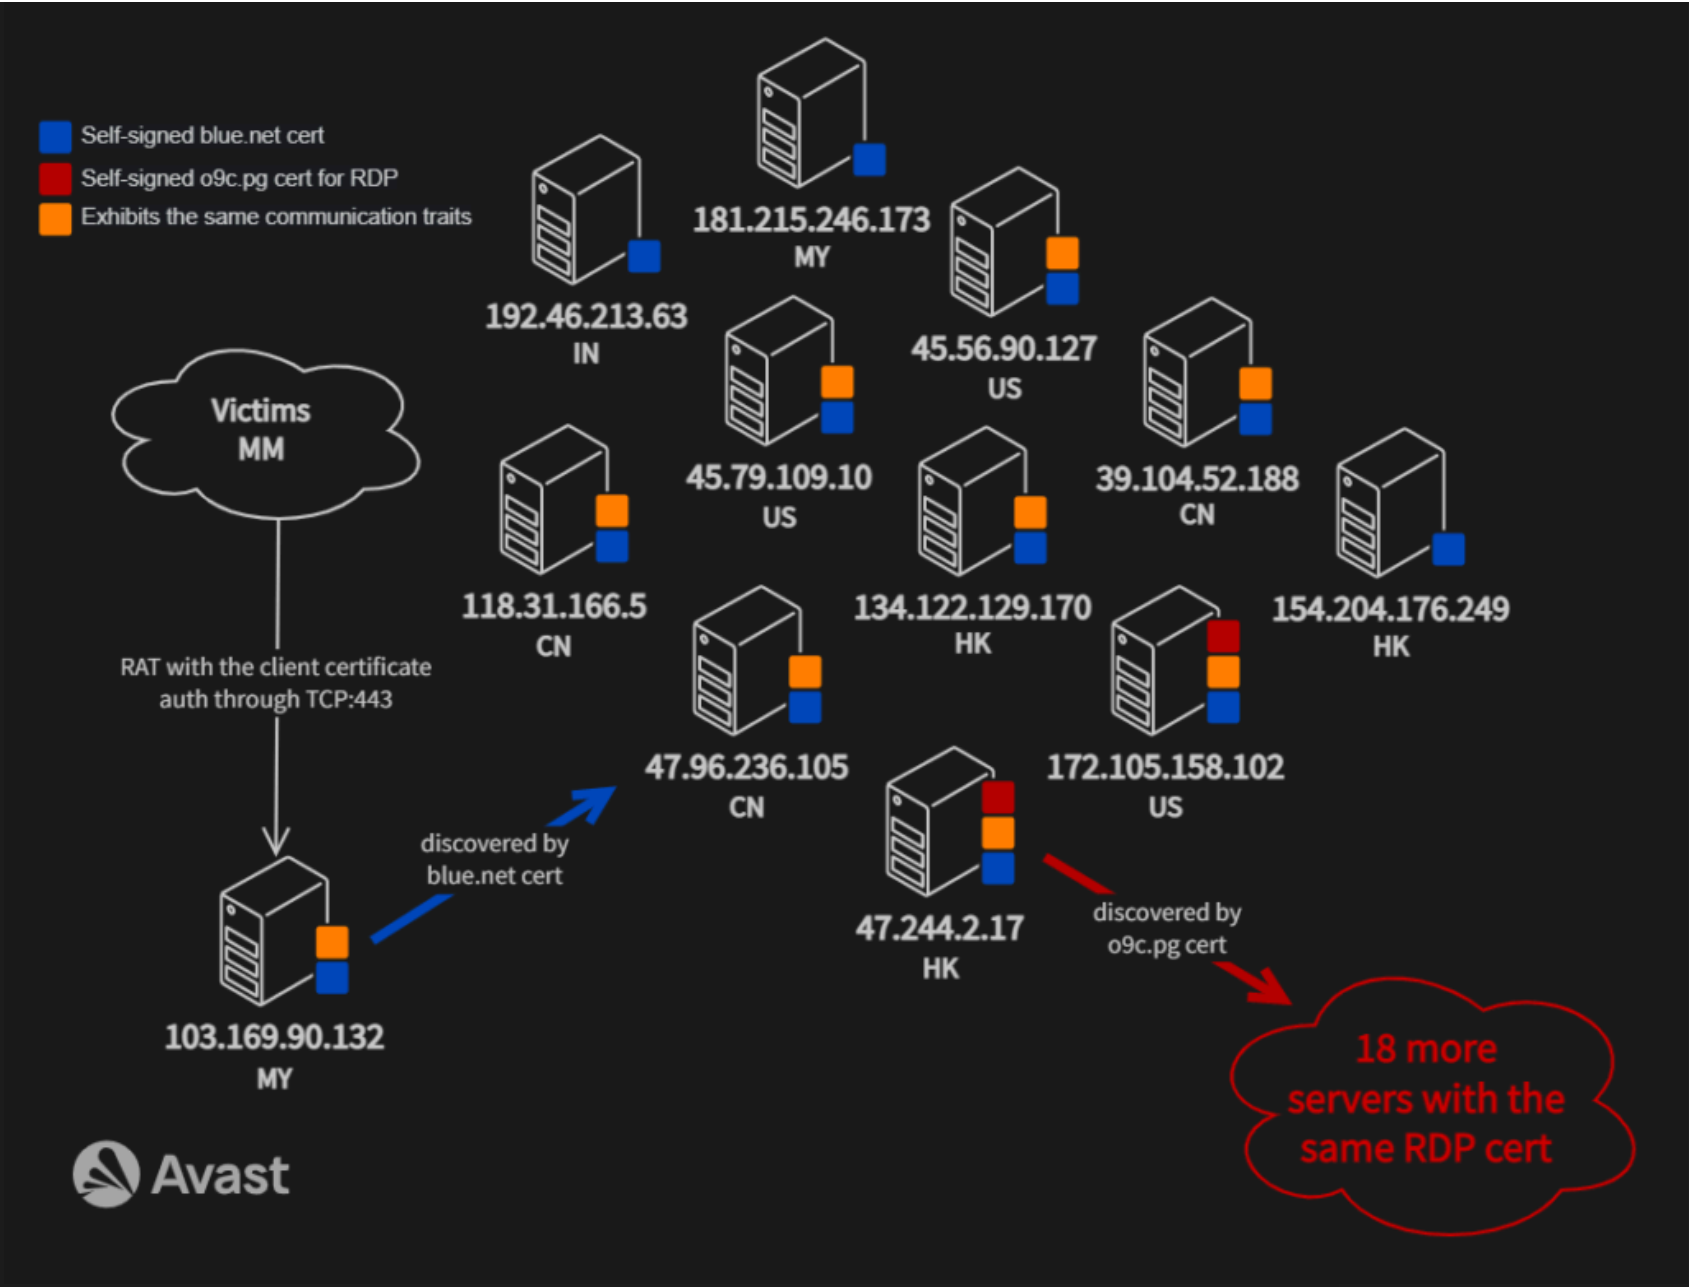 Self-signed blue.net cert
Self-signed o9c.pg cert for RDP
Exhibits the same communication traits
181.215.246.173
MY
192.46.213.63
IN
45.56.90.127
US
Victims
MM
45.79.109.10
US
39.104.52.188
CN
118.31.166.5
CN
134.122.129.170
HK
154.204.176.249
HK
RAT with the client certificate
auth through TCP:443
47.96.236.105
CN
172.105.158.102
US
discovered by
blue.net cert
47.244.2.17
HK
discovered by
o9c.pg cert
103.169.90.132
MY
18 more
servers with the
same RDP cert
Avast